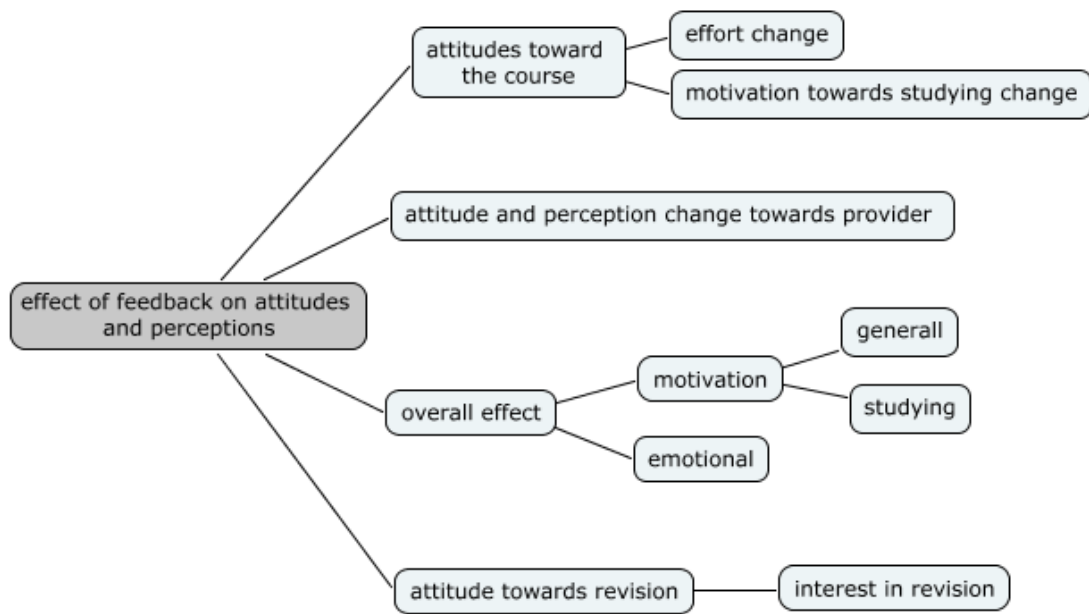 attitudes toward
the course
effort change
motivation towards studying change
attitude and perception change towards provider
effect of feedback on attitudes
and perceptions
overall effect
motivation
generall
studying
emotional
attitude towards revision
interest in revision